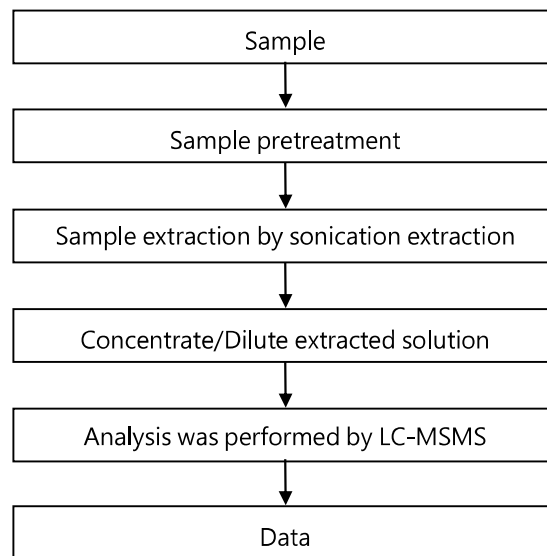 Sample
Sample pretreatment
Sample extraction by sonication extraction
Concentrate/Dilute extracted solution
Analysis was performed by LC-MSMS
Data